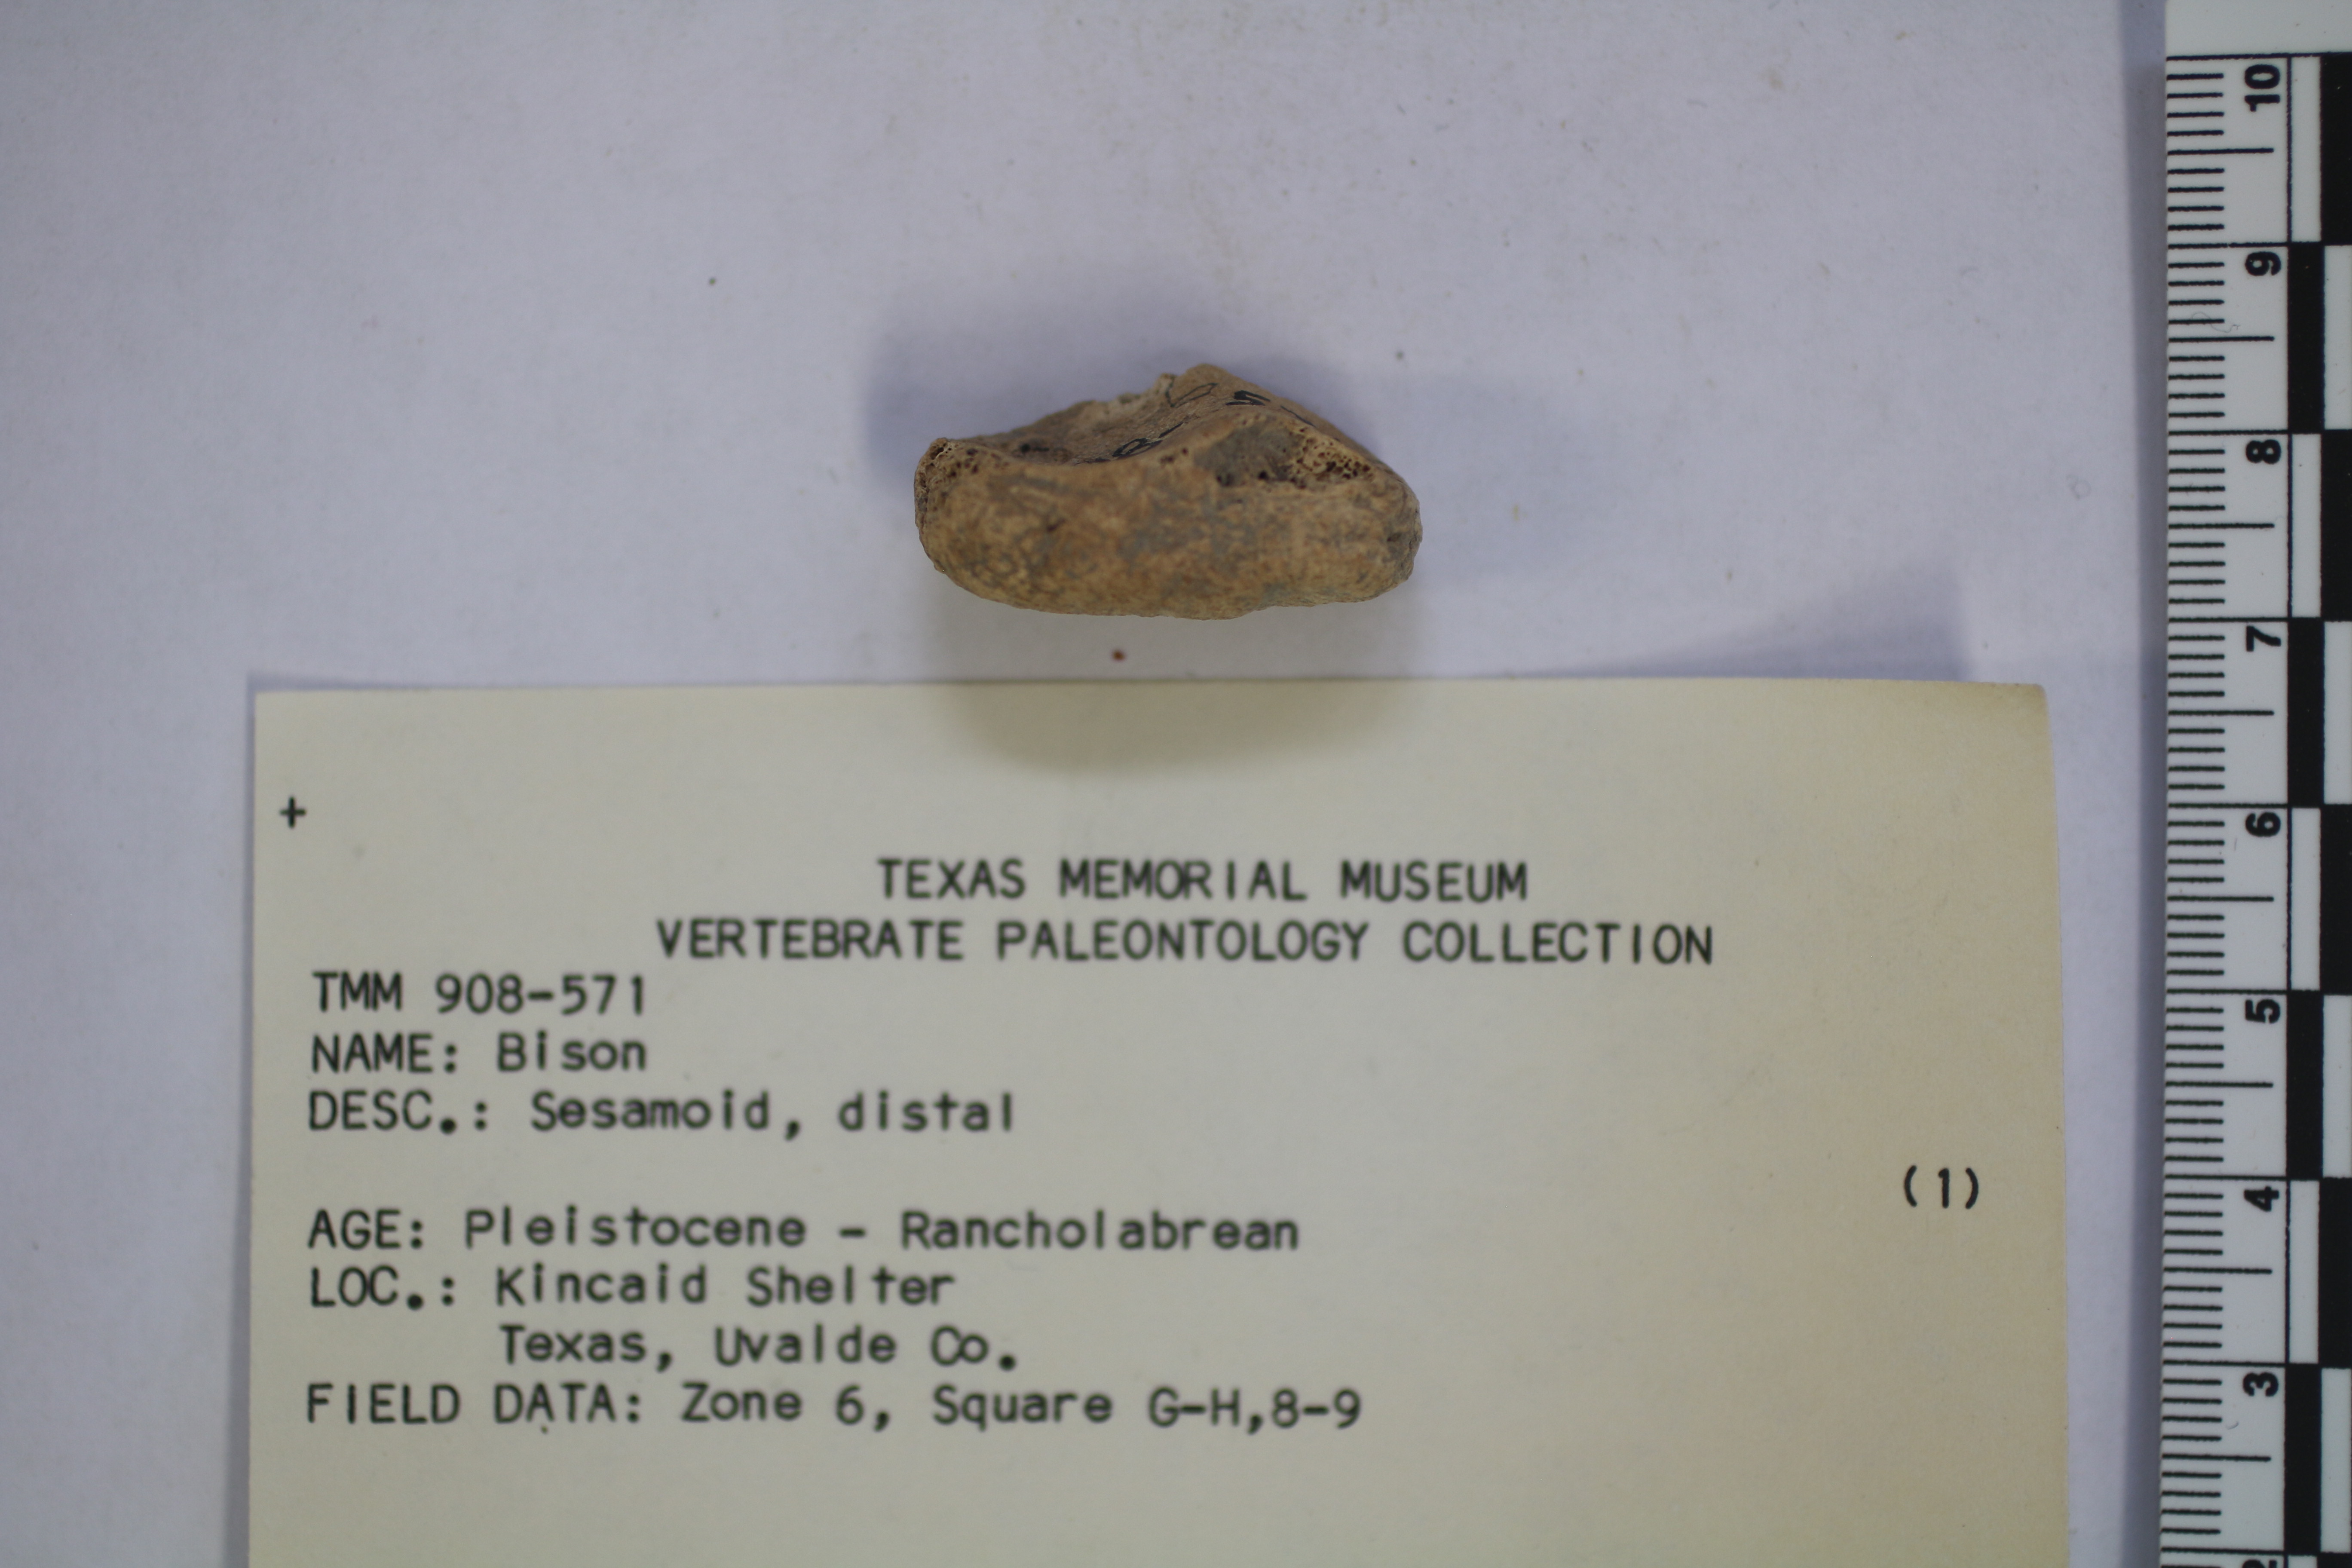 +
TEXAS MEMORIAL MUSEUM
VERTEBRATE PALEONTOLOGY COLLECTION
TMM 908-571
NAME: Bison
DESC.: Sesamoid, distal
(1)
AGE: Pleistocene - Rancholabrean
LOC.: Kincaid Shelter
Texas, Uvalde Co.
FIELD DATA: Zone 6, Square G-H,8-9
10
9
8
7
6
5
4
3